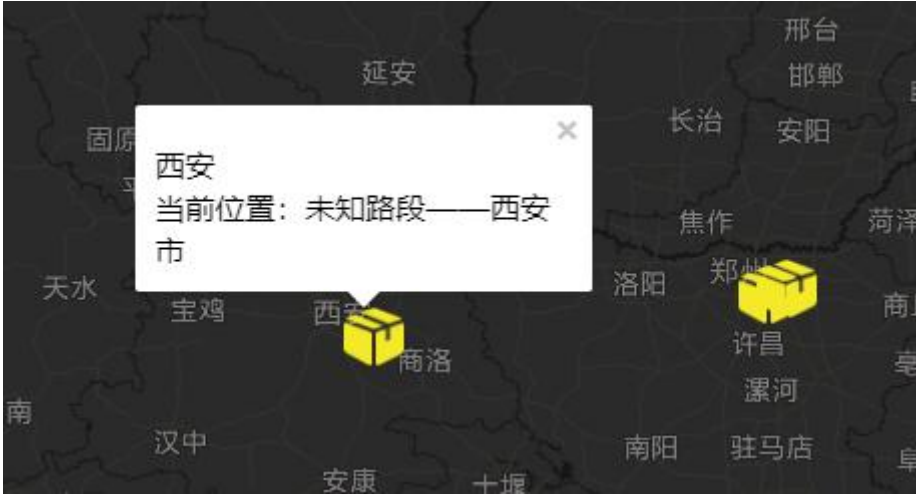 邢台
邯郸
延安
长治
安阳
固原
西安
当前位置：未知路段——西安
市
焦作
菏泽
郑州
洛阳
天水
宝鸡
西安
商洛
许昌
漯河
南
汉中
南阳
驻马店
安康
十堰